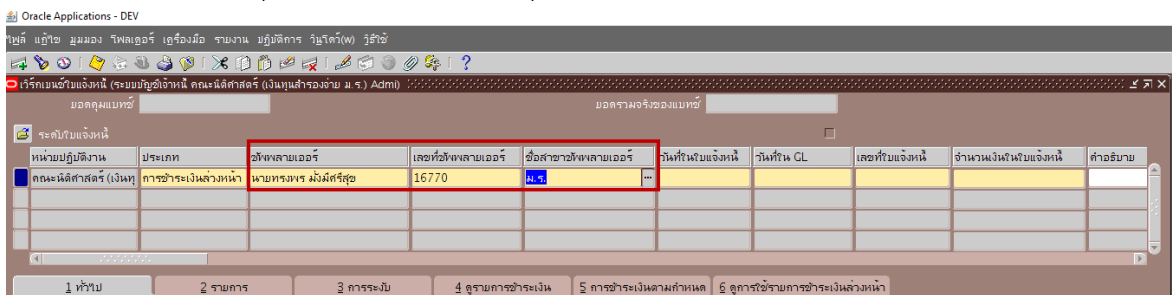 Oracle Applications - DEV
ไฟล์ แก้ไข มุมมอง โฟลเดอร์ เครื่องมือ รายงาน ปฏิบัติการ วินโดว์(w) วิธีใช้
เวิร์กเบนช์ใบแจ้งหนี้ (ระบบบัญชีเจ้าหนี้ คณะนิติศาสตร์ (เงินทุนสำรองจ่าย ม.ร.) Admi)
ยอดคุมแบทช์ ยอดรวมจริงของแบทช์
ระดับใบแจ้งหนี้
หน่วยปฏิบัติงาน ประเภท ซัพพลายเออร์ เลขที่ซัพพลายเออร์ ชื่อสาขาซัพพลายเออร์ วันที่ในใบแจ้งหนี้ วันที่ใน GL เลขที่ใบแจ้งหนี้ จำนวนเงินในใบแจ้งหนี้ คำอธิบาย
คณะนิติศาสตร์ (เงินทุ การชำระเงินล่วงหน้า นายทรงพร มั่งมีศรีสุข 16770 ม.ร.
1 ทั่วไป 2 รายการ 3 การระงับ 4 ดูรายการชำระเงิน 5 การชำระเงินตามกำหนด 6 ดูการใช้รายการชำระเงินล่วงหน้า